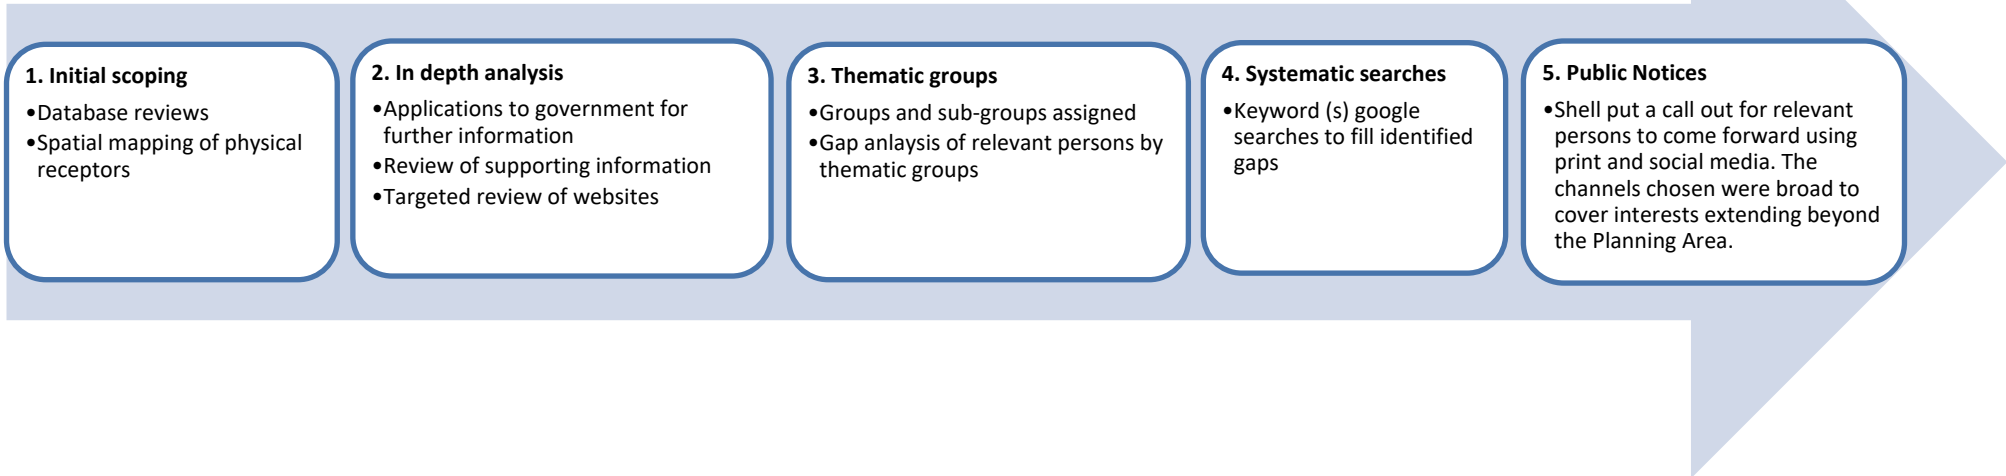 1. Initial scoping
•Database reviews
•Spatial mapping of physical
receptors
2. In depth analysis
•Applications to government for
further information
•Review of supporting information
•Targeted review of websites
3. Thematic groups
•Groups and sub-groups assigned
•Gap anlaysis of relevant persons by
thematic groups
4. Systematic searches
•Keyword (s) google
searches to fill identified
gaps
5. Public Notices
•Shell put a call out for relevant
persons to come forward using
print and social media. The
channels chosen were broad to
cover interests extending beyond
the Planning Area.